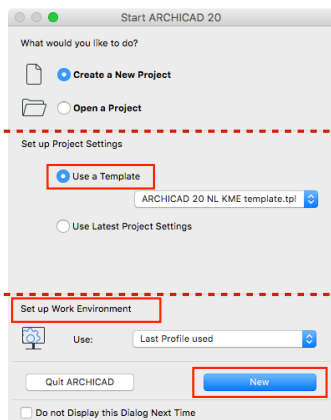 Start ARCHICAD 20
What would you like to do?
Create a New Project
Open a Project
Set up Project Settings
Use a Template
ARCHICAD 20 NL KME template.tpl
Use Latest Project Settings
Set up Work Environment
Use: Last Profile used
Quit ARCHICAD New
Do not Display this Dialog Next Time